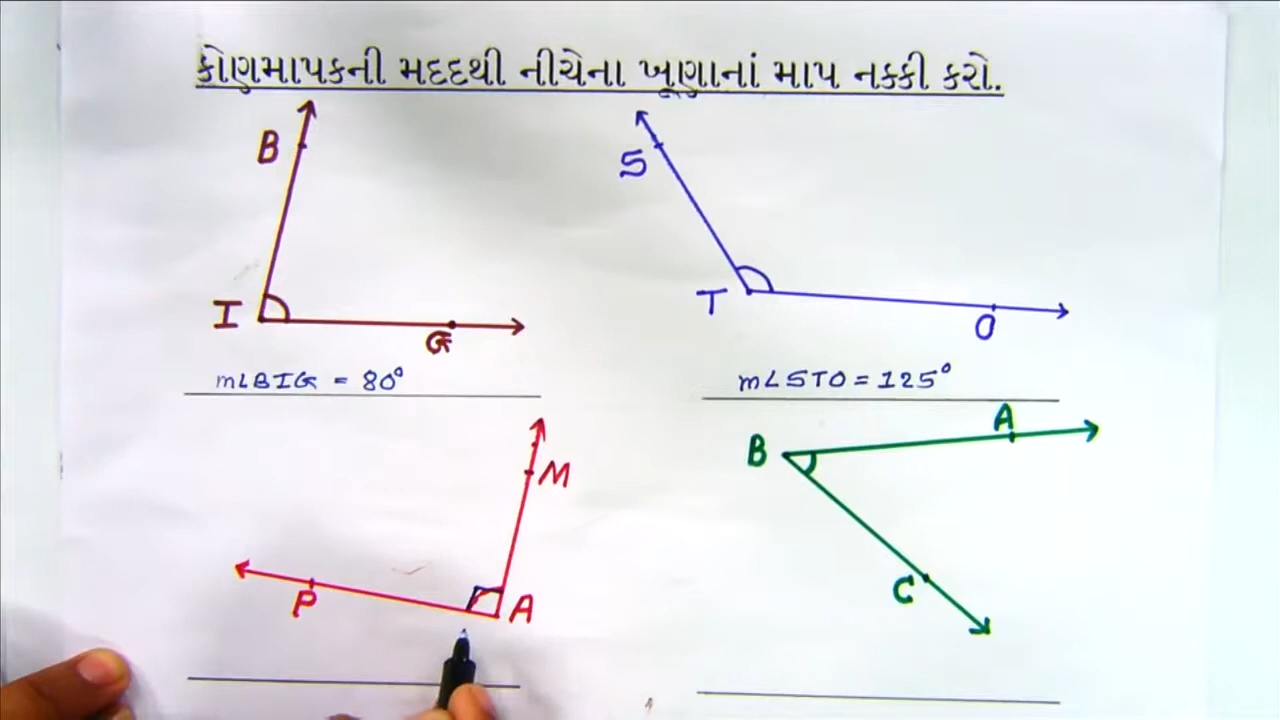 કોણમાપકની મદદથી નીચેના ખૂણાનાં માપ નક્કી કરો.
B
I
G
m∠BIG = 80°
S
T
O
m∠STO = 125°
M
P
A
A
B
C